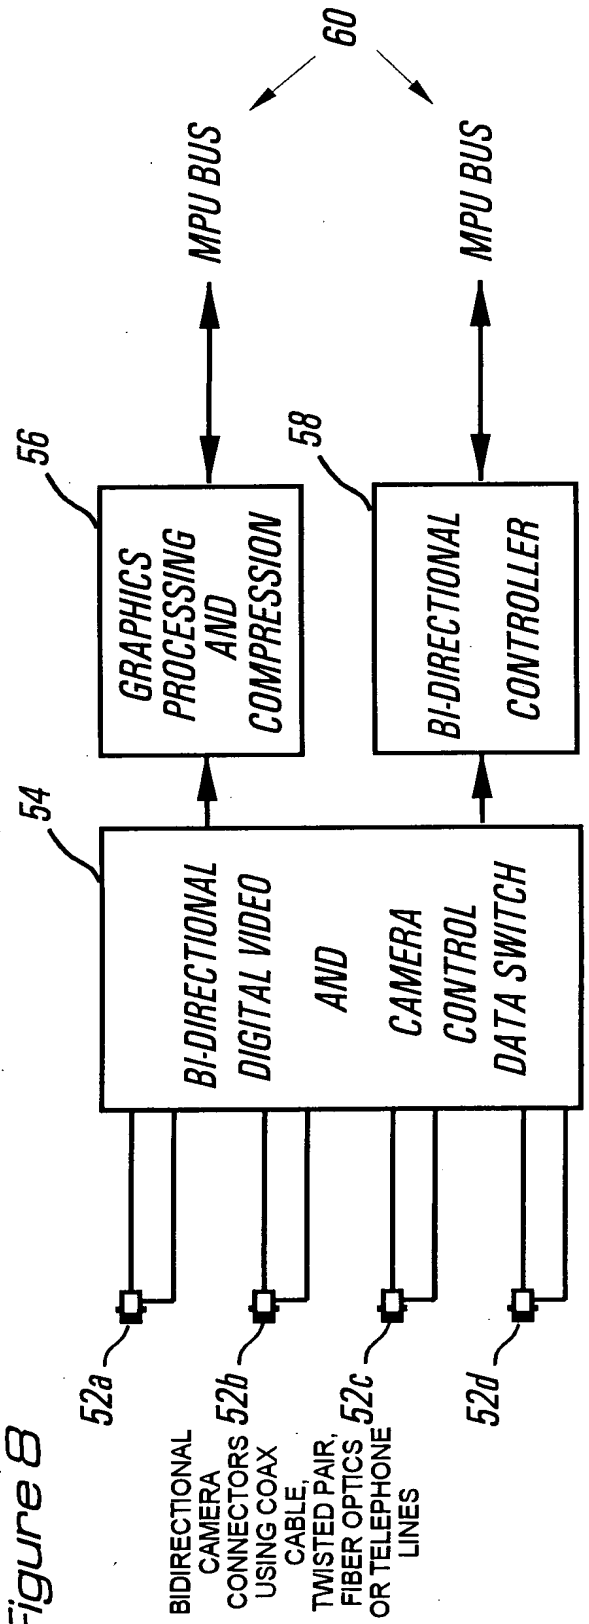 Figure 8
52a
52b
52c
52d
BIDIRECTIONAL
CAMERA
CONNECTORS
USING COAX
CABLE,
TWISTED PAIR,
FIBER OPTICS
OR TELEPHONE
LINES
54
BI-DIRECTIONAL
DIGITAL VIDEO
AND
CAMERA
CONTROL
DATA SWITCH
56
GRAPHICS
PROCESSING
AND
COMPRESSION
58
BI-DIRECTIONAL
CONTROLLER
MPU BUS
MPU BUS
60